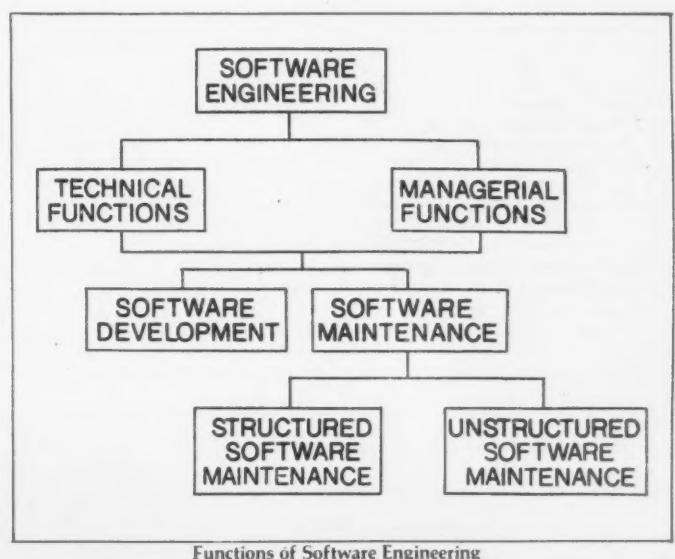 SOFTWARE
ENGINEERING
TECHNICAL
FUNCTIONS
MANAGERIAL
FUNCTIONS
SOFTWARE
DEVELOPMENT
SOFTWARE
MAINTENANCE
STRUCTURED
SOFTWARE
MAINTENANCE
UNSTRUCTURED
SOFTWARE
MAINTENANCE
Functions of Software Engineering